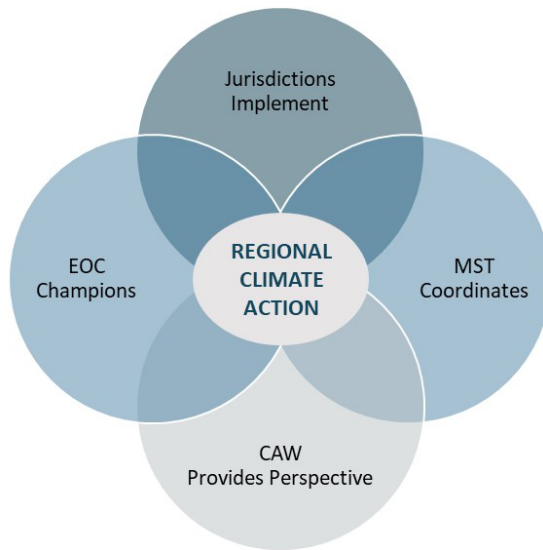 Jurisdictions
Implement
EOC
Champions
REGIONAL
CLIMATE
ACTION
MST
Coordinates
CAW
Provides Perspective